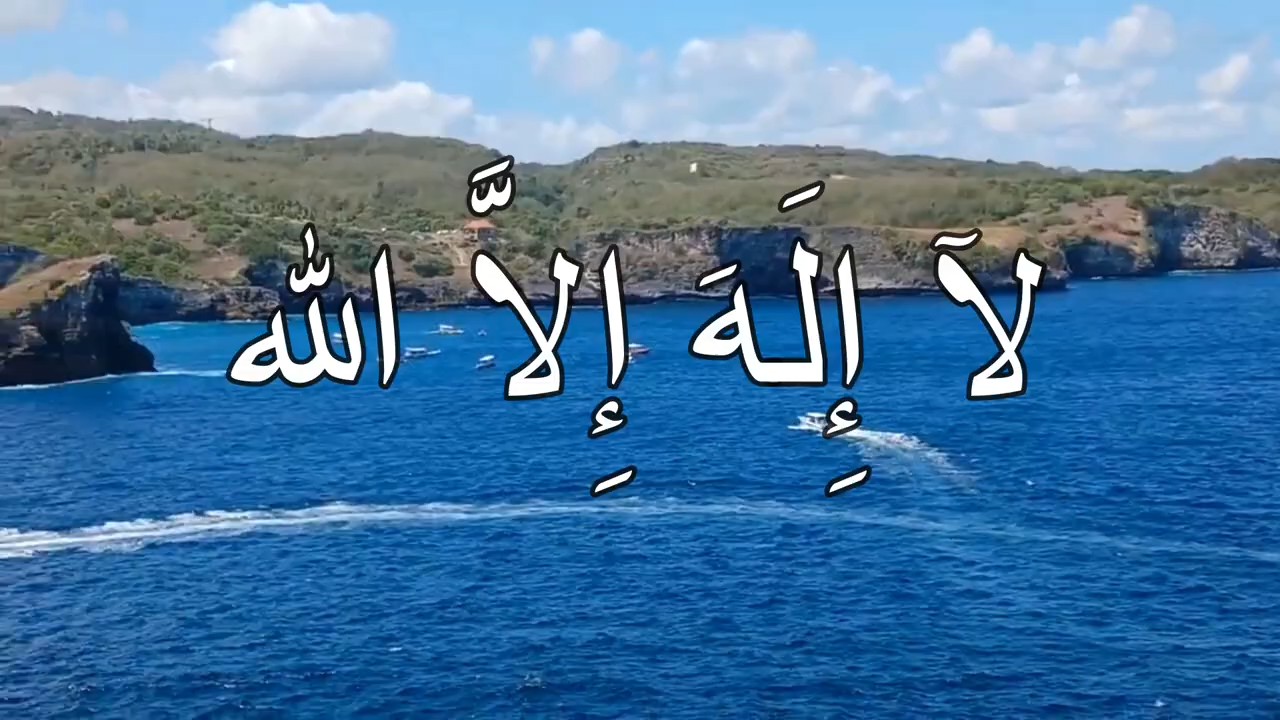 لآ إِلَهَ إِلاَّ الله